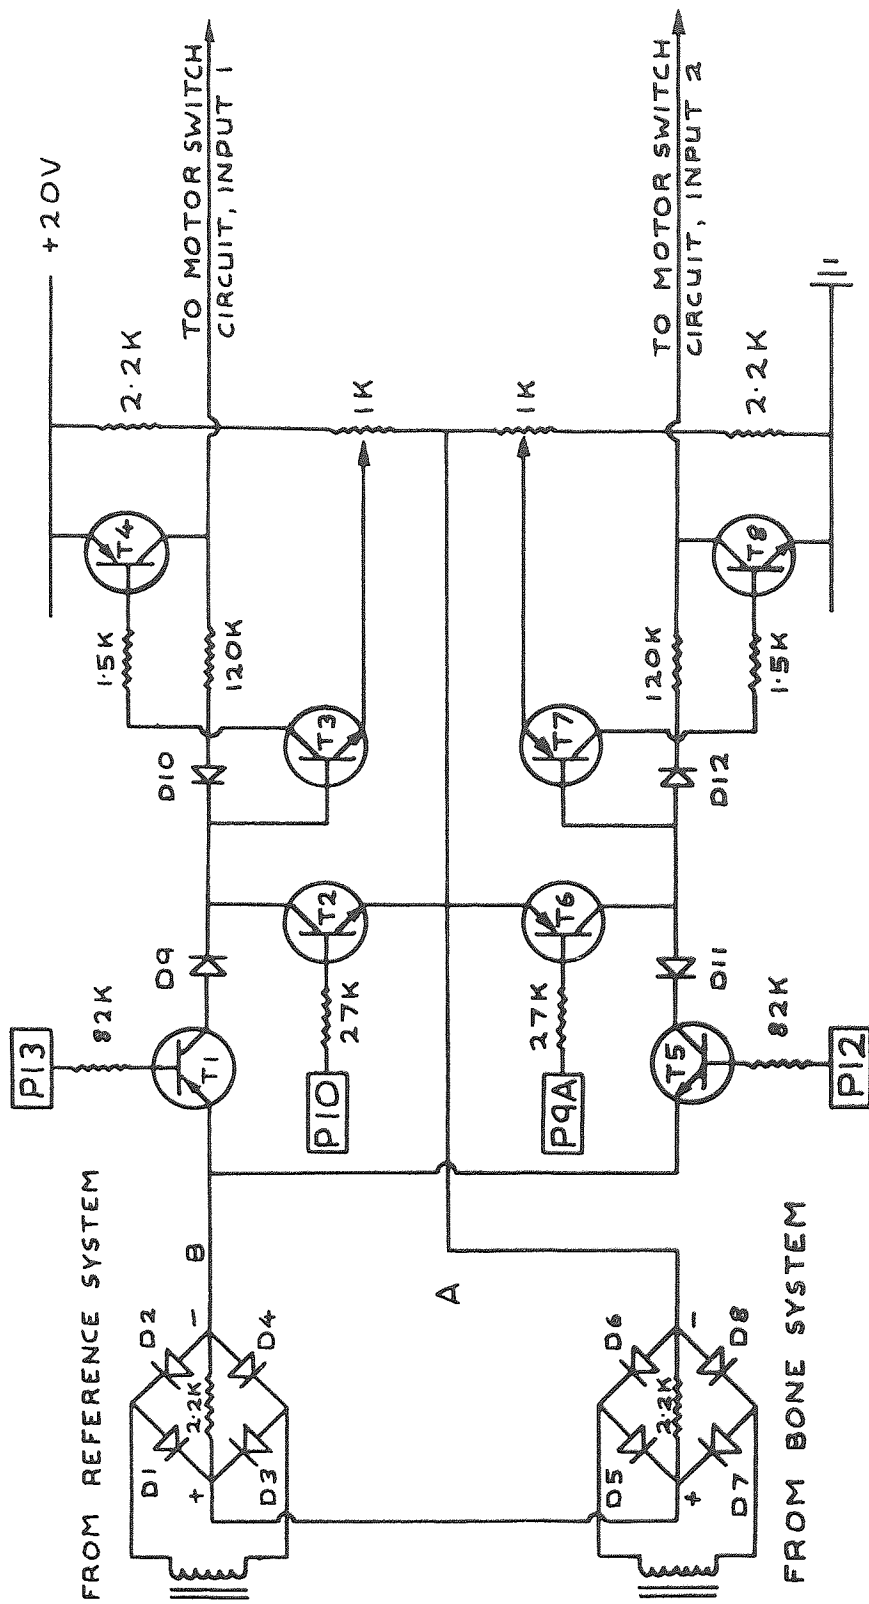 FROM REFERENCE SYSTEM
D1
D2
D3
D4
2.2K
+
-
B
A
FROM BONE SYSTEM
D5
D6
D7
D8
2.2K
+
-
P13
82K
T1
D9
P10
27K
T2
P9A
27K
T6
P12
82K
T5
D11
D10
120K
T3
1.5K
T4
T7
D12
120K
1.5K
T8
+20V
2.2K
1K
1K
2.2K
TO MOTOR SWITCH
CIRCUIT, INPUT 1
TO MOTOR SWITCH
CIRCUIT, INPUT 2